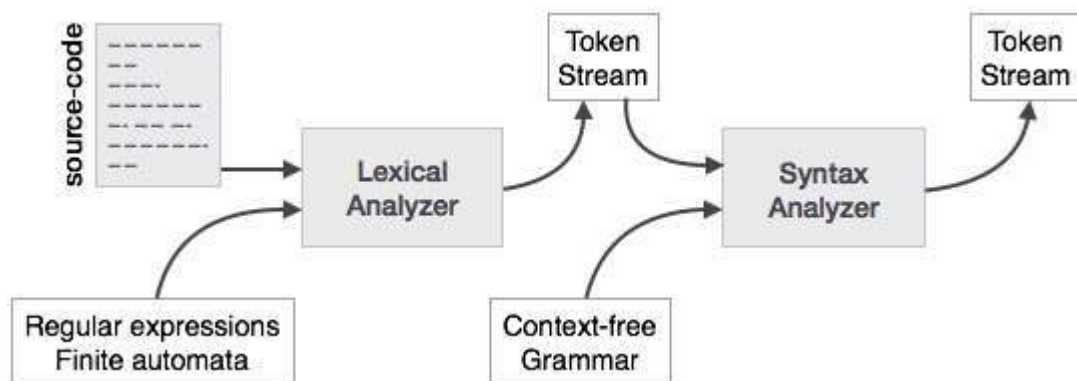 source-code
Token
Stream
Token
Stream
Lexical
Analyzer
Syntax
Analyzer
Regular expressions
Finite automata
Context-free
Grammar